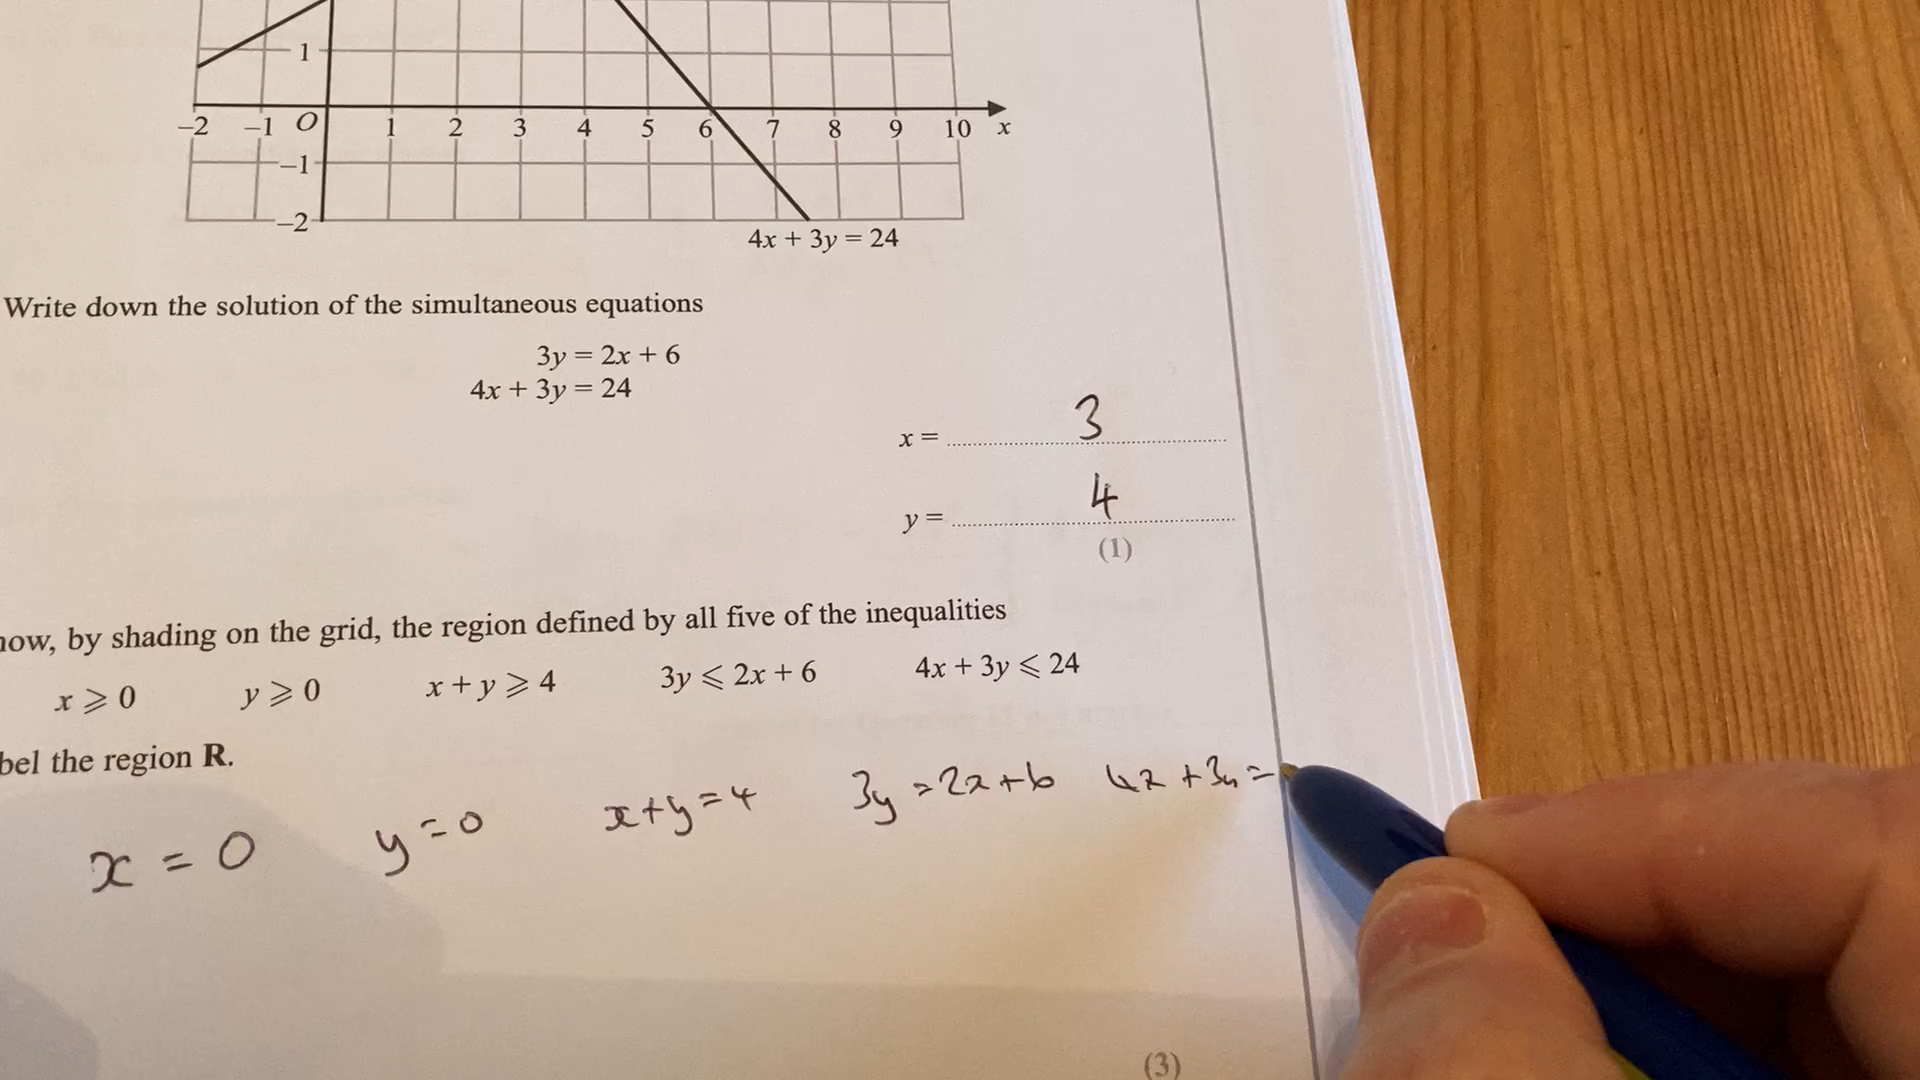 1
-2 -1 O 1 2 3 4 5 6 7 8 9 10 x
-1
-2
4x + 3y = 24
Write down the solution of the simultaneous equations
3y = 2x + 6
4x + 3y = 24
x = 3
y = 4
(1)
now, by shading on the grid, the region defined by all five of the inequalities
x ⩾ 0 y ⩾ 0 x + y ⩾ 4 3y ⩽ 2x + 6 4x + 3y ⩽ 24
bel the region R.
x = 0 y = 0 x+y = 4 3y = 2x+6 4x + 3y =
(3)